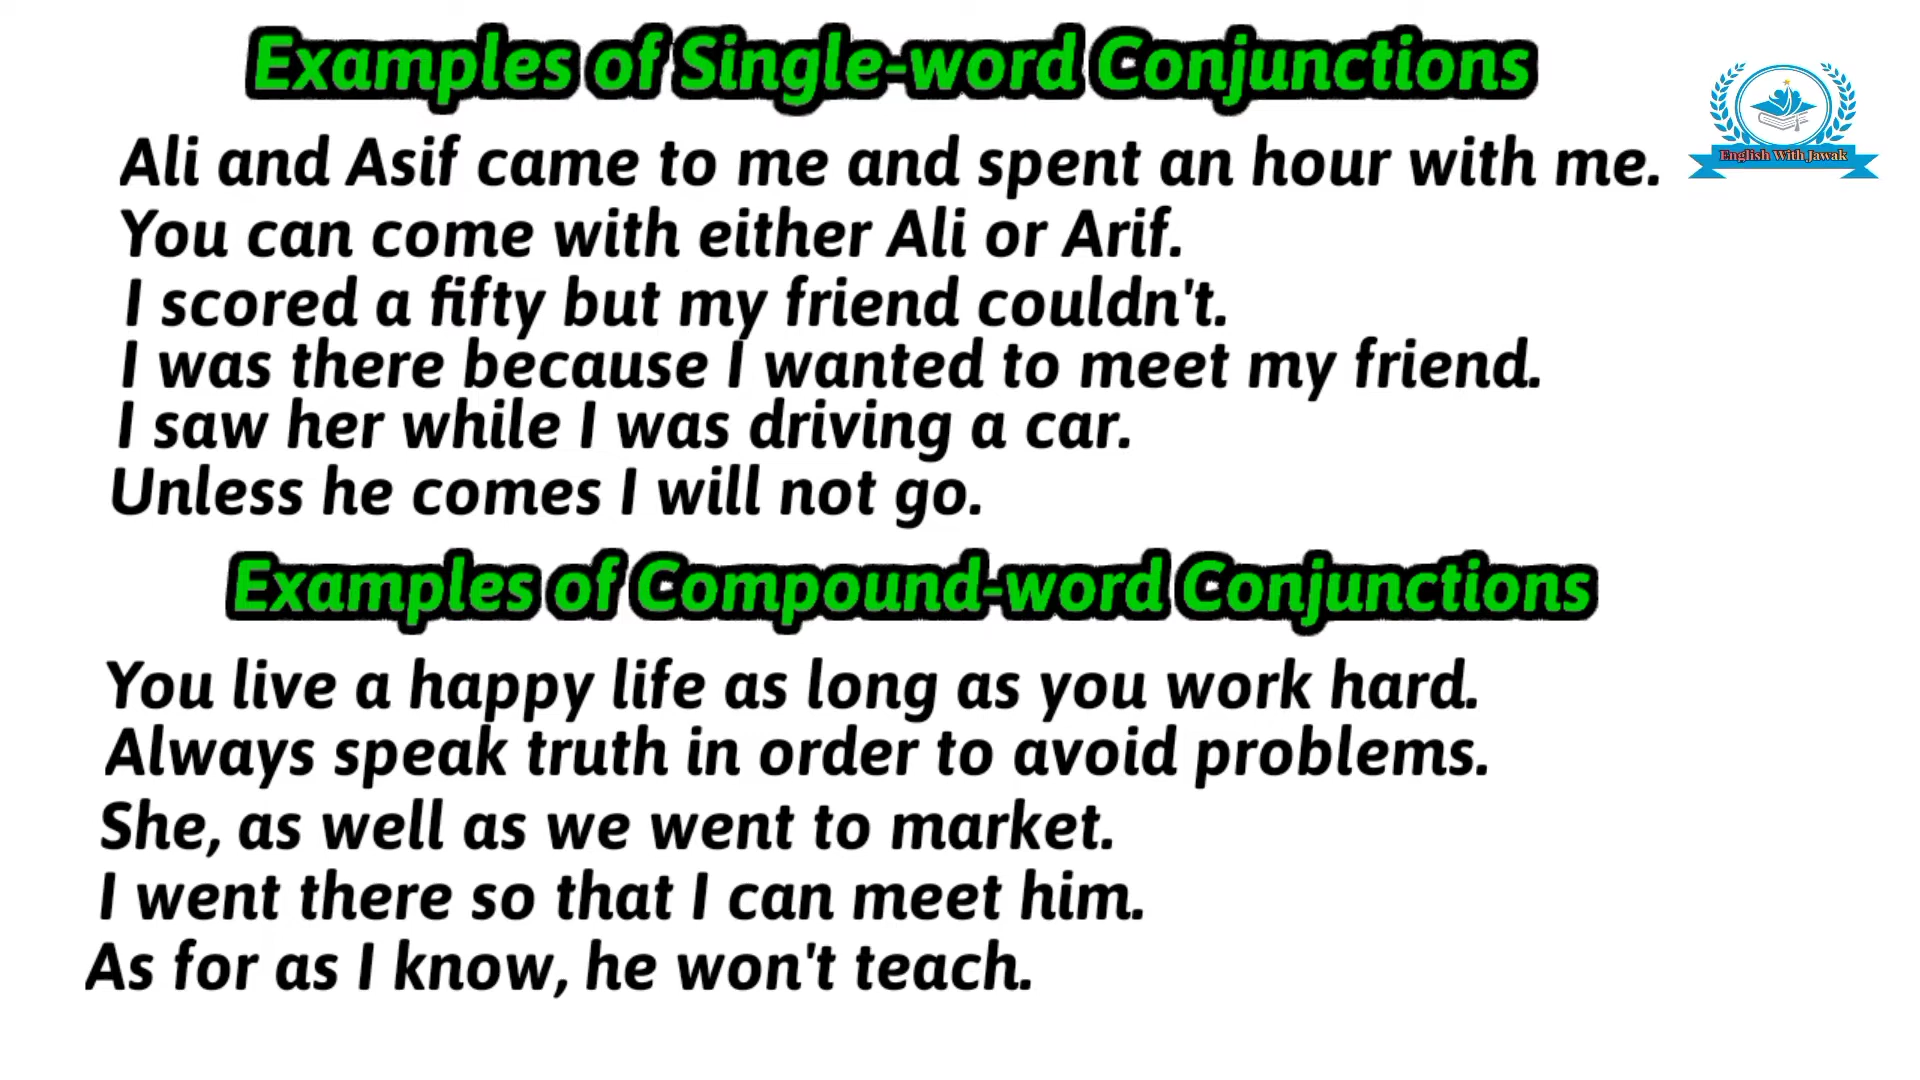 Examples of Single-word Conjunctions
English With Jawak
Ali and Asif came to me and spent an hour with me.
You can come with either Ali or Arif.
I scored a fifty but my friend couldn't.
I was there because I wanted to meet my friend.
I saw her while I was driving a car.
Unless he comes I will not go.
Examples of Compound-word Conjunctions
You live a happy life as long as you work hard.
Always speak truth in order to avoid problems.
She, as well as we went to market.
I went there so that I can meet him.
As for as I know, he won't teach.